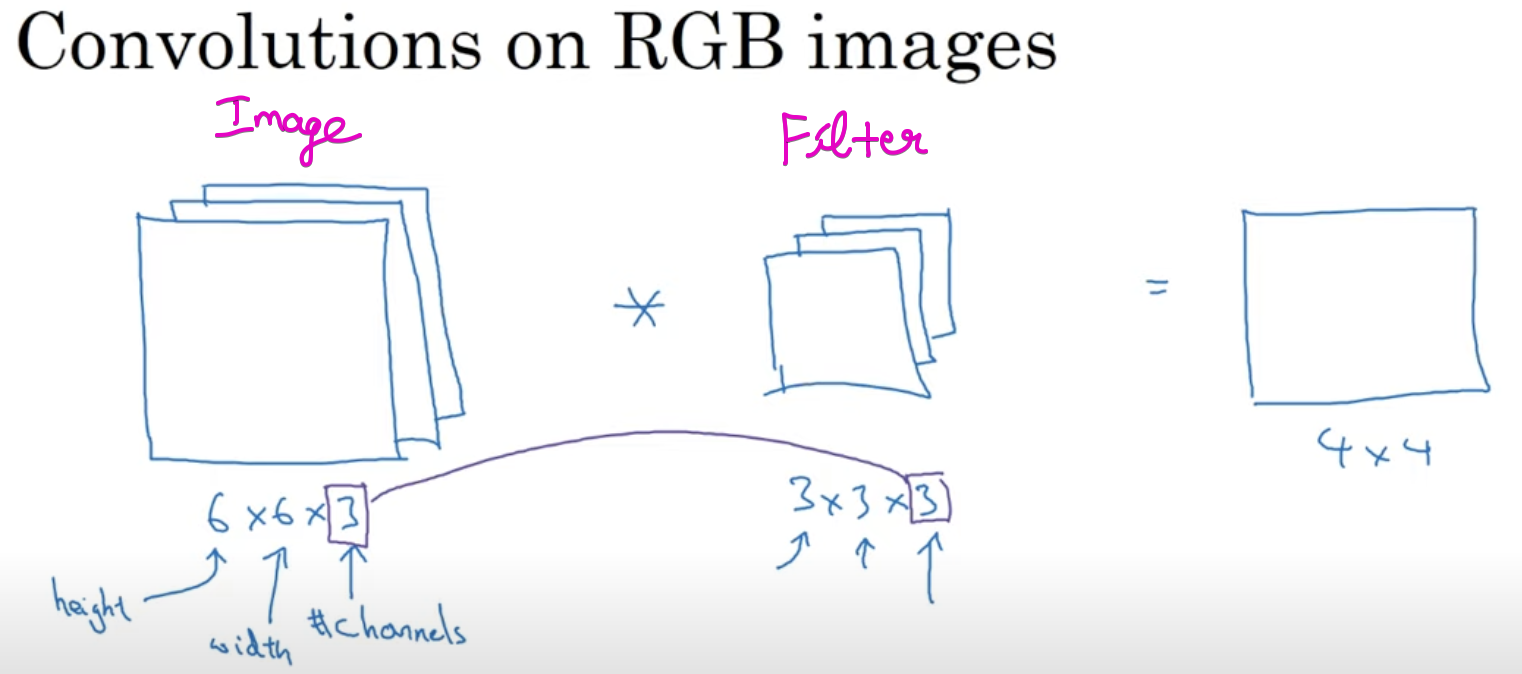 Convolutions on RGB images
Image
Filter
*
=
6 x 6 x 3
3 x 3 x 3
4 x 4
height
width
#channels